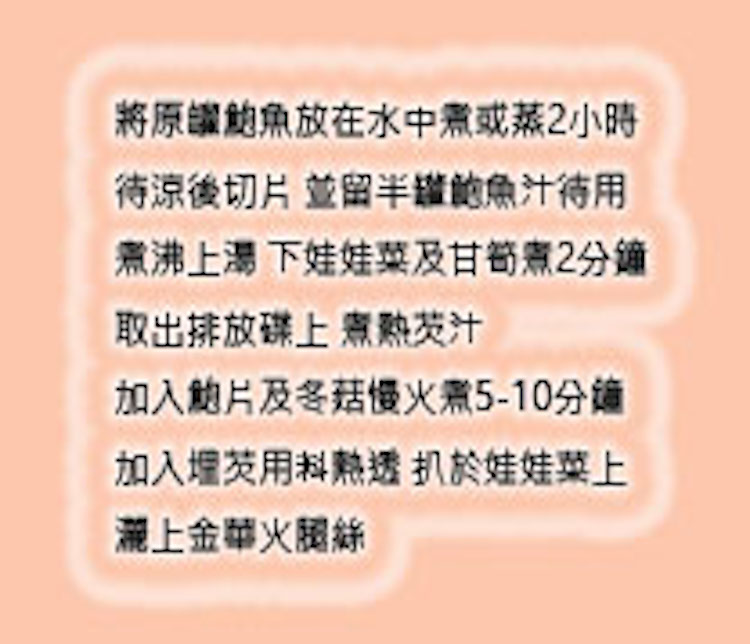 將原罐鮑魚放在水中煮或蒸2小時
待涼後切片 並留半罐鮑魚汁待用
煮沸上湯 下娃娃菜及甘筍煮2分鐘
取出排放碟上 煮熱芡汁
加入鮑片及冬菇慢火煮5-10分鐘
加入埋芡用料熱透 扒於娃娃菜上
灑上金華火腿絲